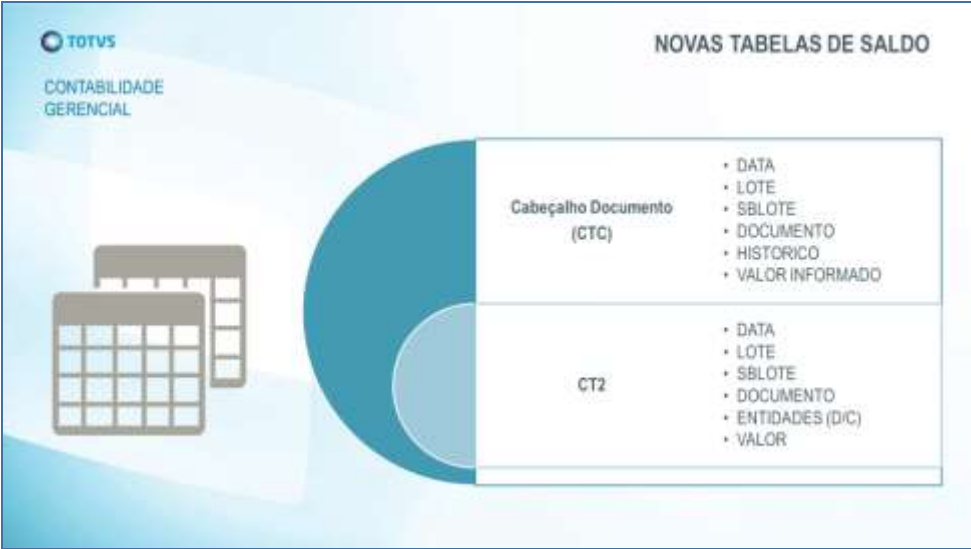 TOTVS
NOVAS TABELAS DE SALDO
CONTABILIDADE
GERENCIAL
Cabeçalho Documento
(CTC)
• DATA
• LOTE
• SBLOTE
• DOCUMENTO
• HISTORICO
• VALOR INFORMADO
CT2
• DATA
• LOTE
• SBLOTE
• DOCUMENTO
• ENTIDADES (D/C)
• VALOR